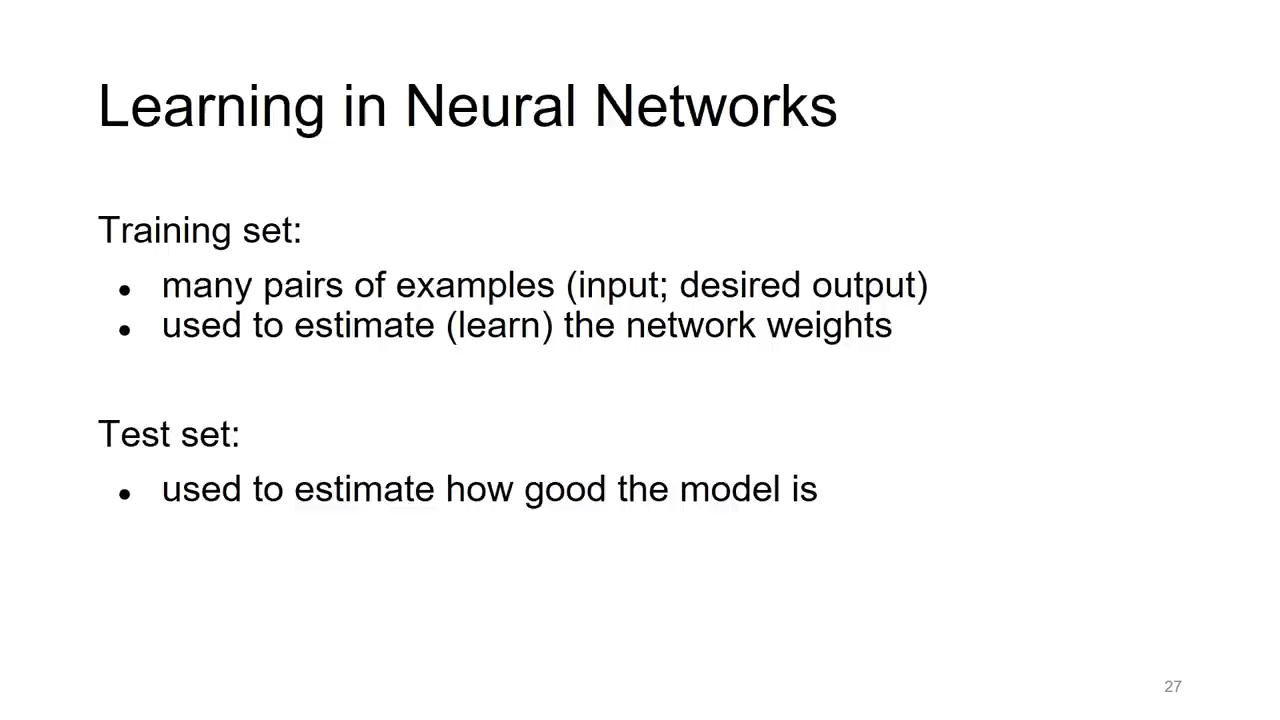 Learning in Neural Networks
Training set:
● many pairs of examples (input; desired output)
● used to estimate (learn) the network weights
Test set:
● used to estimate how good the model is
27